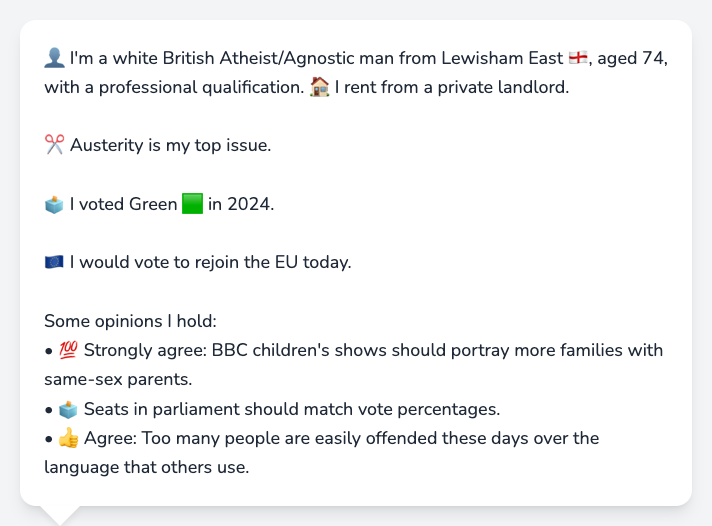 👤 I'm a white British Atheist/Agnostic man from Lewisham East 🏴󠁧󠁢󠁥󠁮󠁧󠁿, aged 74,
with a professional qualification. 🏠 I rent from a private landlord.
✂️ Austerity is my top issue.
🗳️ I voted Green 🟩 in 2024.
🇪🇺 I would vote to rejoin the EU today.
Some opinions I hold:
• 💯 Strongly agree: BBC children's shows should portray more families with
same-sex parents.
• 🗳️ Seats in parliament should match vote percentages.
• 👍 Agree: Too many people are easily offended these days over the
language that others use.